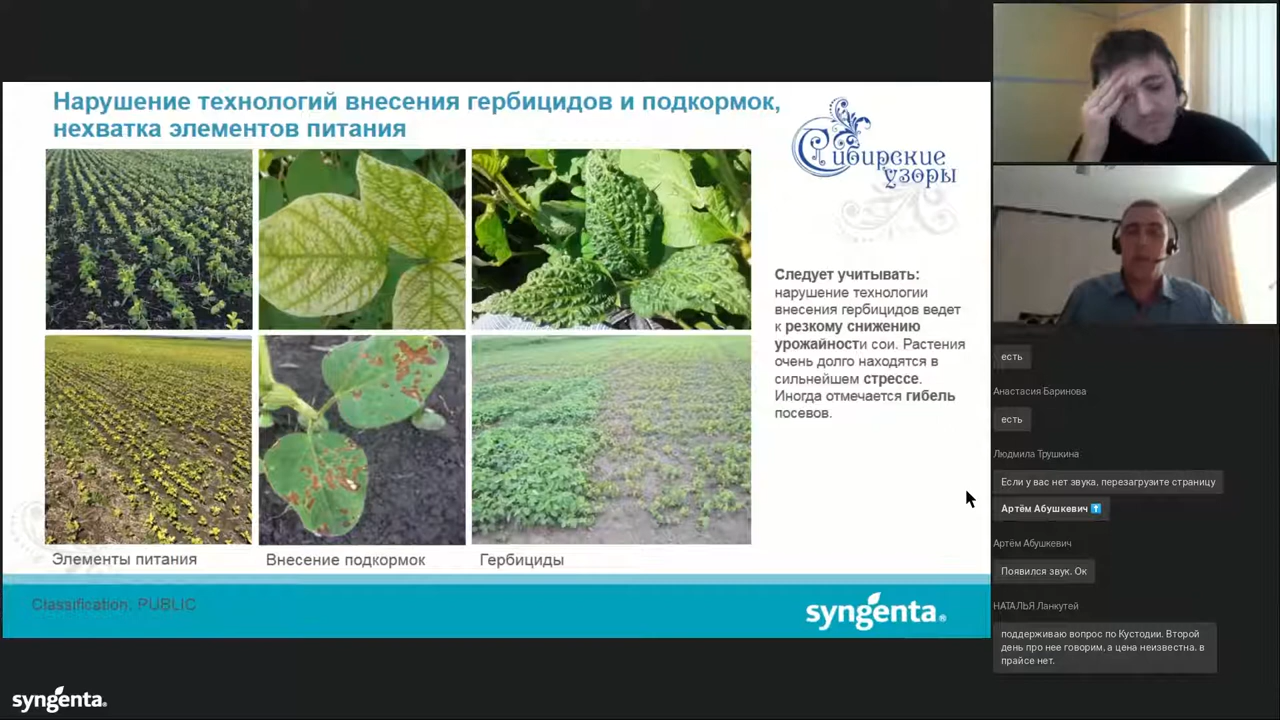 Нарушение технологий внесения гербицидов и подкормок,
нехватка элементов питания
Сибирские
узоры
Следует учитывать:
нарушение технологии
внесения гербицидов ведет
к резкому снижению
урожайности сои. Растения
очень долго находятся в
сильнейшем стрессе.
Иногда отмечается гибель
посевов.
Элементы питания
Внесение подкормок
Гербициды
Classification: PUBLIC
syngenta®
syngenta®
есть
Анастасия Баринова
есть
Людмила Трушкина
Если у вас нет звука, перезагрузите страницу
Артём Абушкевич
Артём Абушкевич
Появился звук. Ок
НАТАЛЬЯ Ланкутей
поддерживаю вопрос по Кустодии. Второй
день про нее говорим, а цена неизвестна. в
прайсе нет.